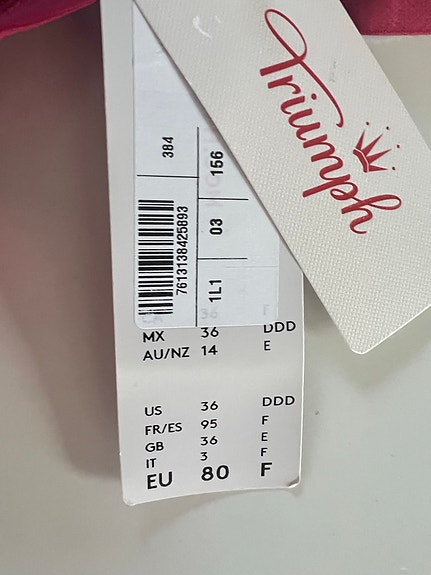 Triumph
384
156
03
1L1
7613138425893
36 F
MX 36 DDD
AU/NZ 14 E
US 36 DDD
FR/ES 95 F
GB 36 E
IT 3 F
EU 80 F